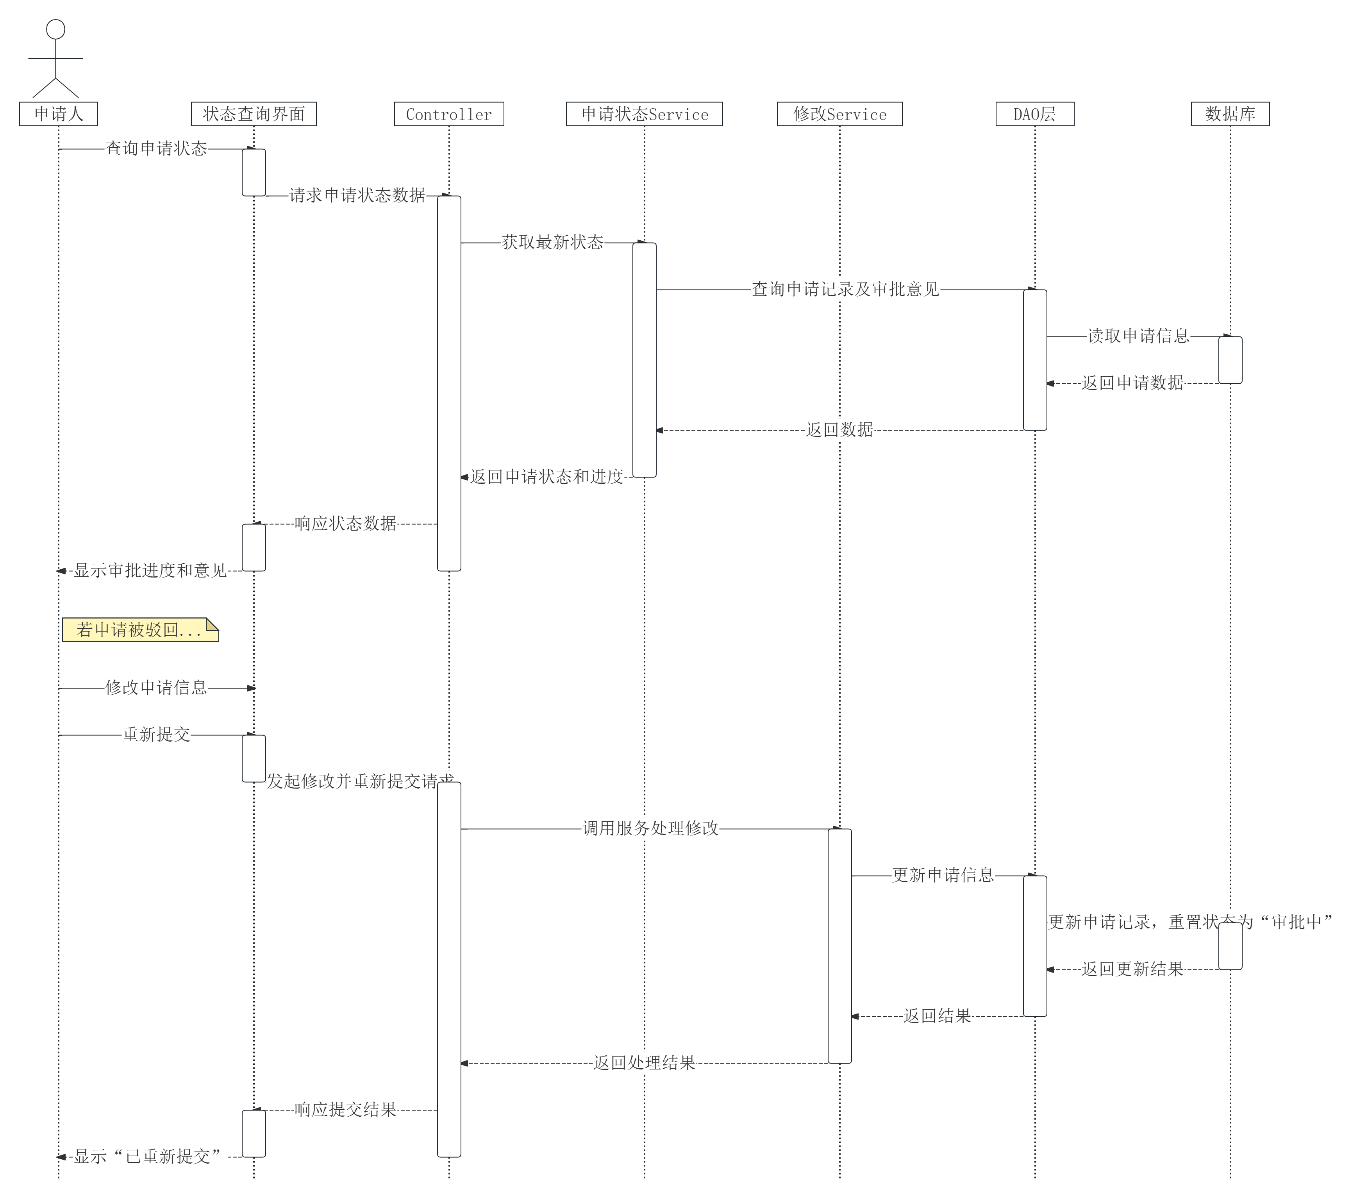 申请人
状态查询界面
Controller
申请状态Service
修改Service
DAO层
数据库
查询申请状态
请求申请状态数据
获取最新状态
查询申请记录及审批意见
读取申请信息
返回申请数据
返回数据
返回申请状态和进度
响应状态数据
显示审批进度和意见
若申请被驳回...
修改申请信息
重新提交
发起修改并重新提交请求
调用服务处理修改
更新申请信息
更新申请记录，重置状态为“审批中”
返回更新结果
返回结果
返回处理结果
响应提交结果
显示“已重新提交”